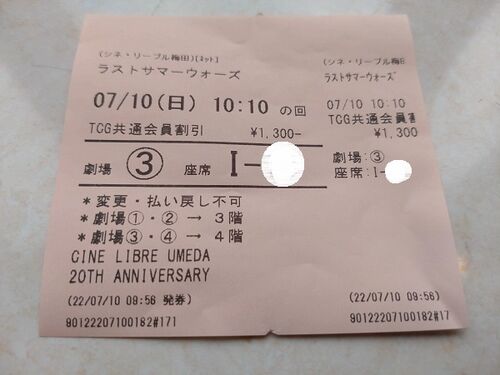 (シネ・リーブル梅田)[ネット]
ラストサマーウォーズ
07/10(日) 10:10 の回
TCG共通会員割引 ¥1,300-
劇場 ③ 座席 I-
*変更・払い戻し不可
*劇場①・② → 3階
*劇場③・④ → 4階
CINE LIBRE UMEDA
20TH ANNIVERSARY
(22/07/10 09:56 発券)
90122207100182#171
(シネ・リーブル梅田
ラストサマーウォーズ
07/10 10:10
TCG共通会員割
¥1,300
劇場:③
座席:I-
(22/07/10 09:56)
90122207100182#17